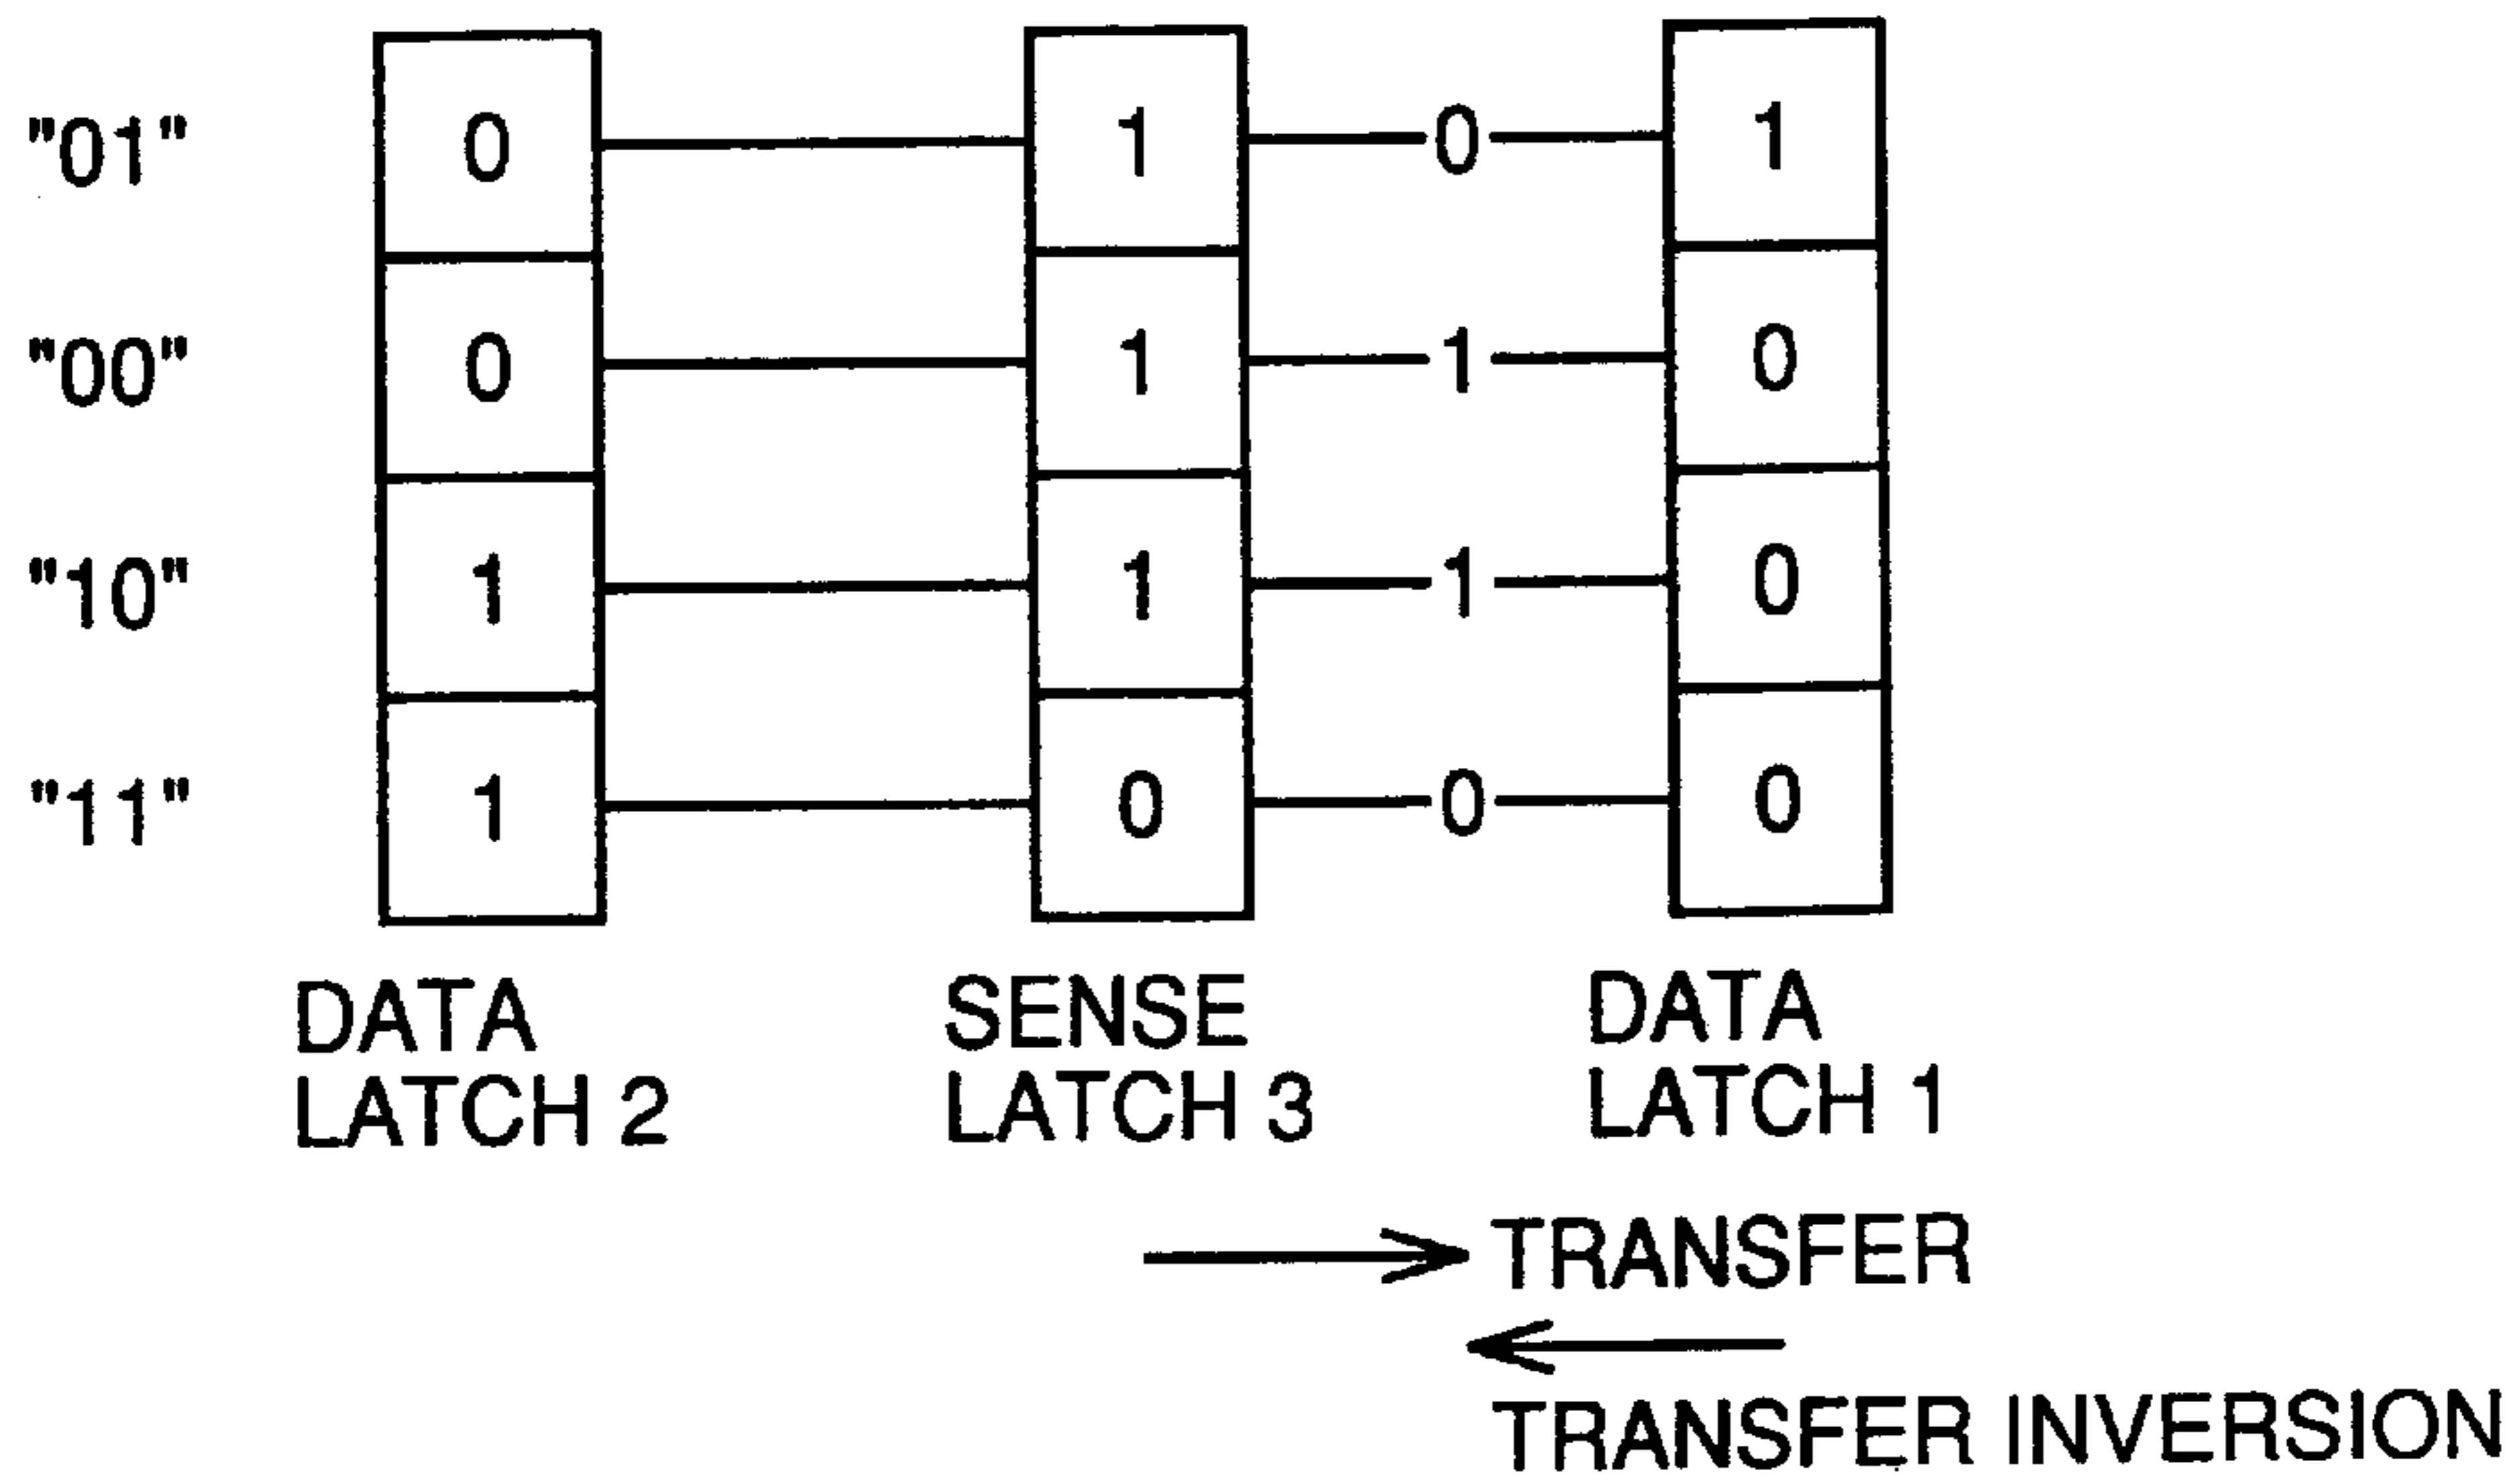 "01" 0 1 0 1
"00" 0 1 1 0
"10" 1 1 1 0
"11" 1 0 0 0
DATA LATCH 2
SENSE LATCH 3
DATA LATCH 1
TRANSFER
TRANSFER INVERSION